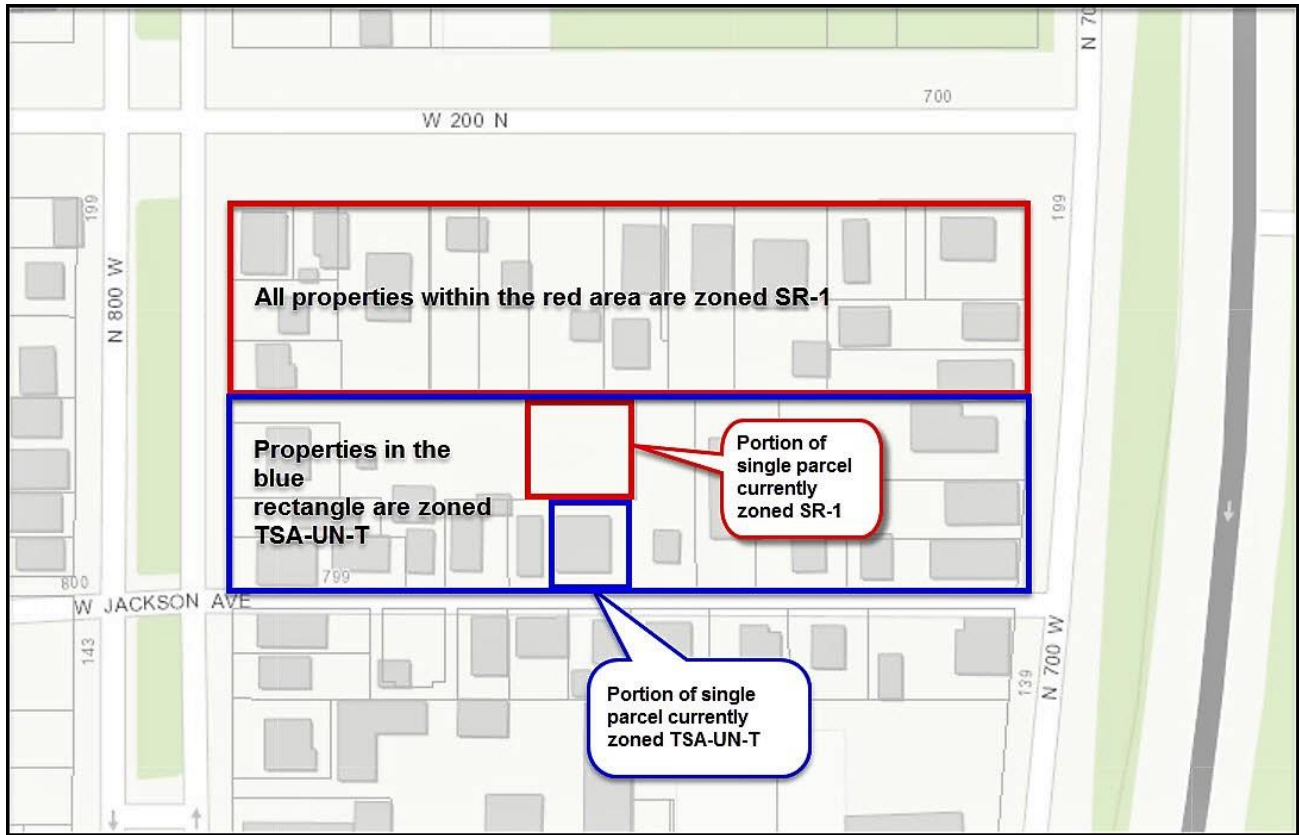 N 70
700
W 200 N
199
199
N 800 W
All properties within the red area are zoned SR-1
Properties in the
blue
rectangle are zoned
TSA-UN-T
Portion of
single parcel
currently
zoned SR-1
799
800
W JACKSON AVE
143
139
N 700 W
Portion of single
parcel currently
zoned TSA-UN-T